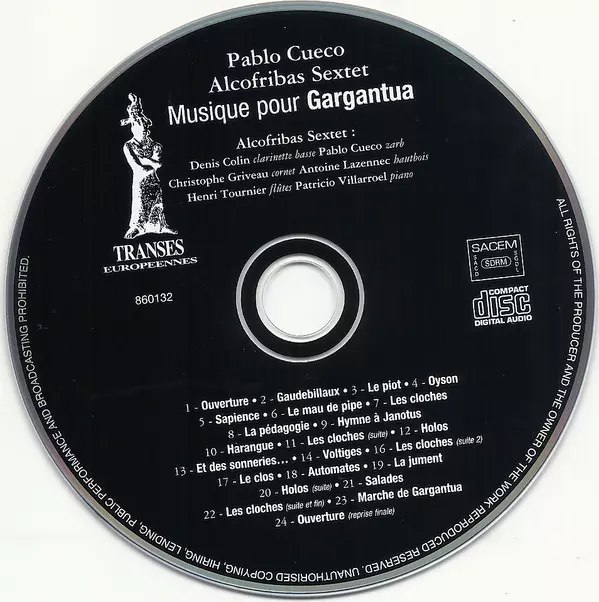 Pablo Cueco
Alcofribas Sextet
Musique pour Gargantua
Alcofribas Sextet :
Denis Colin clarinette basse Pablo Cueco zarb
Christophe Griveau cornet Antoine Lazennec hautbois
Henri Tournier flûtes Patricio Villarroel piano
TRANSES
EUROPEENNES
860132
SACEM
SACD SDRM SGDL
COMPACT
disc
DIGITAL AUDIO
1 - Ouverture • 2 - Gaudebillaux • 3 - Le piot • 4 - Oyson
5 - Sapience • 6 - Le mau de pipe • 7 - Les cloches
8 - La pédagogie • 9 - Hymne à Janotus
10 - Harangue • 11 - Les cloches (suite) • 12 - Holos
13 - Et des sonneries... • 14 - Voltiges • 16 - Les cloches (suite 2)
17 - Le clos • 18 - Automates • 19 - La jument
20 - Holos (suite) • 21 - Salades
22 - Les cloches (suite et fin) • 23 - Marche de Gargantua
24 - Ouverture (reprise finale)
ALL RIGHTS OF THE PRODUCER AND THE OWNER OF THE WORK REPRODUCED RESERVED. UNAUTHORISED COPYING, HIRING, LENDING, PUBLIC PERFORMANCE AND BROADCASTING PROHIBITED.